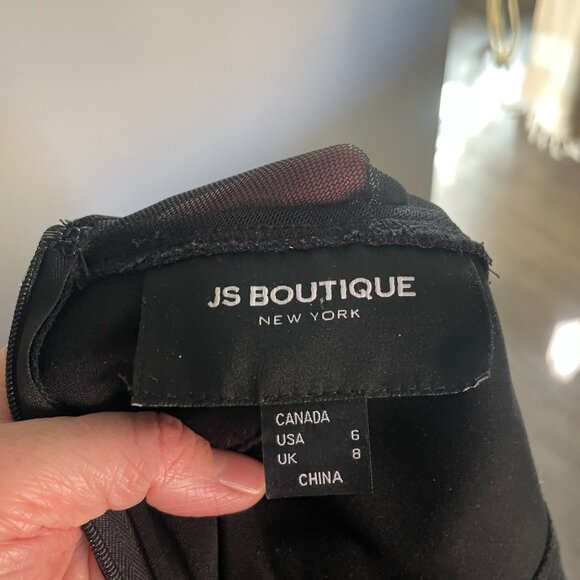 JS BOUTIQUE
NEW YORK
CANADA
USA 6
UK 8
CHINA